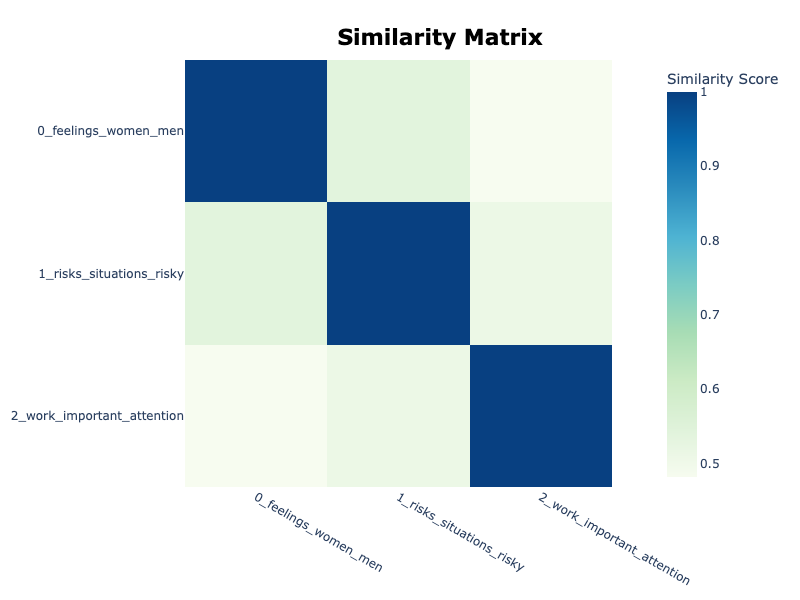 Similarity Matrix
Similarity Score
1
0.9
0.8
0.7
0.6
0.5
0_feelings_women_men
1_risks_situations_risky
2_work_important_attention
0_feelings_women_men
1_risks_situations_risky
2_work_important_attention